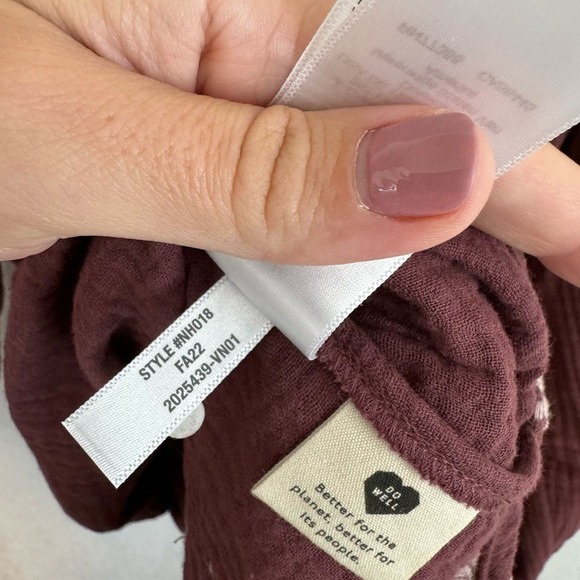 STYLE #NH018
FA22
2025439-VN01
DO
WELL
Better for the
planet, better for
its people.